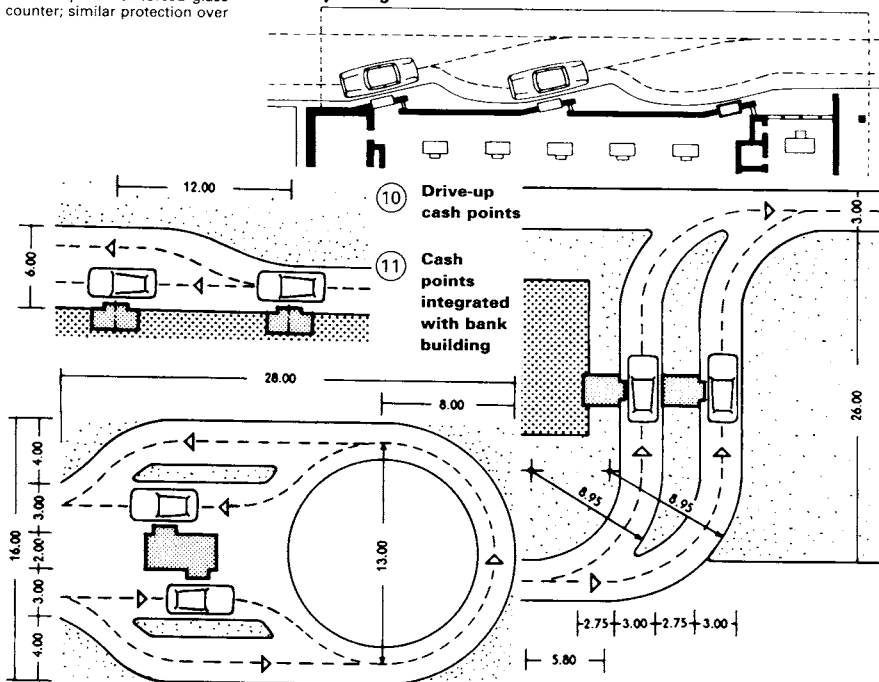 counter; similar protection over
12.00
10 Drive-up
cash points
3.00
6.00
11 Cash
points
integrated
with bank
building
28.00
8.00
26.00
4.00
3.00
16.00
2.00
13.00
3.00
4.00
8.95
8.95
2.75
3.00
2.75
3.00
5.80